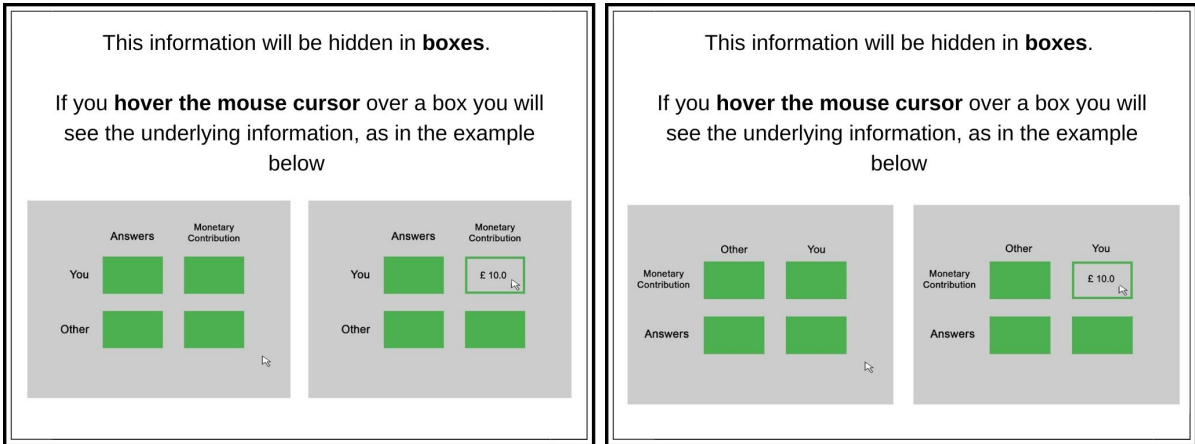 This information will be hidden in boxes.
If you hover the mouse cursor over a box you will
see the underlying information, as in the example
below
Answers
Monetary
Contribution
You
Other
Answers
Monetary
Contribution
You
£ 10.0
Other
This information will be hidden in boxes.
If you hover the mouse cursor over a box you will
see the underlying information, as in the example
below
Other
You
Monetary
Contribution
Answers
Other
You
Monetary
Contribution
£ 10.0
Answers